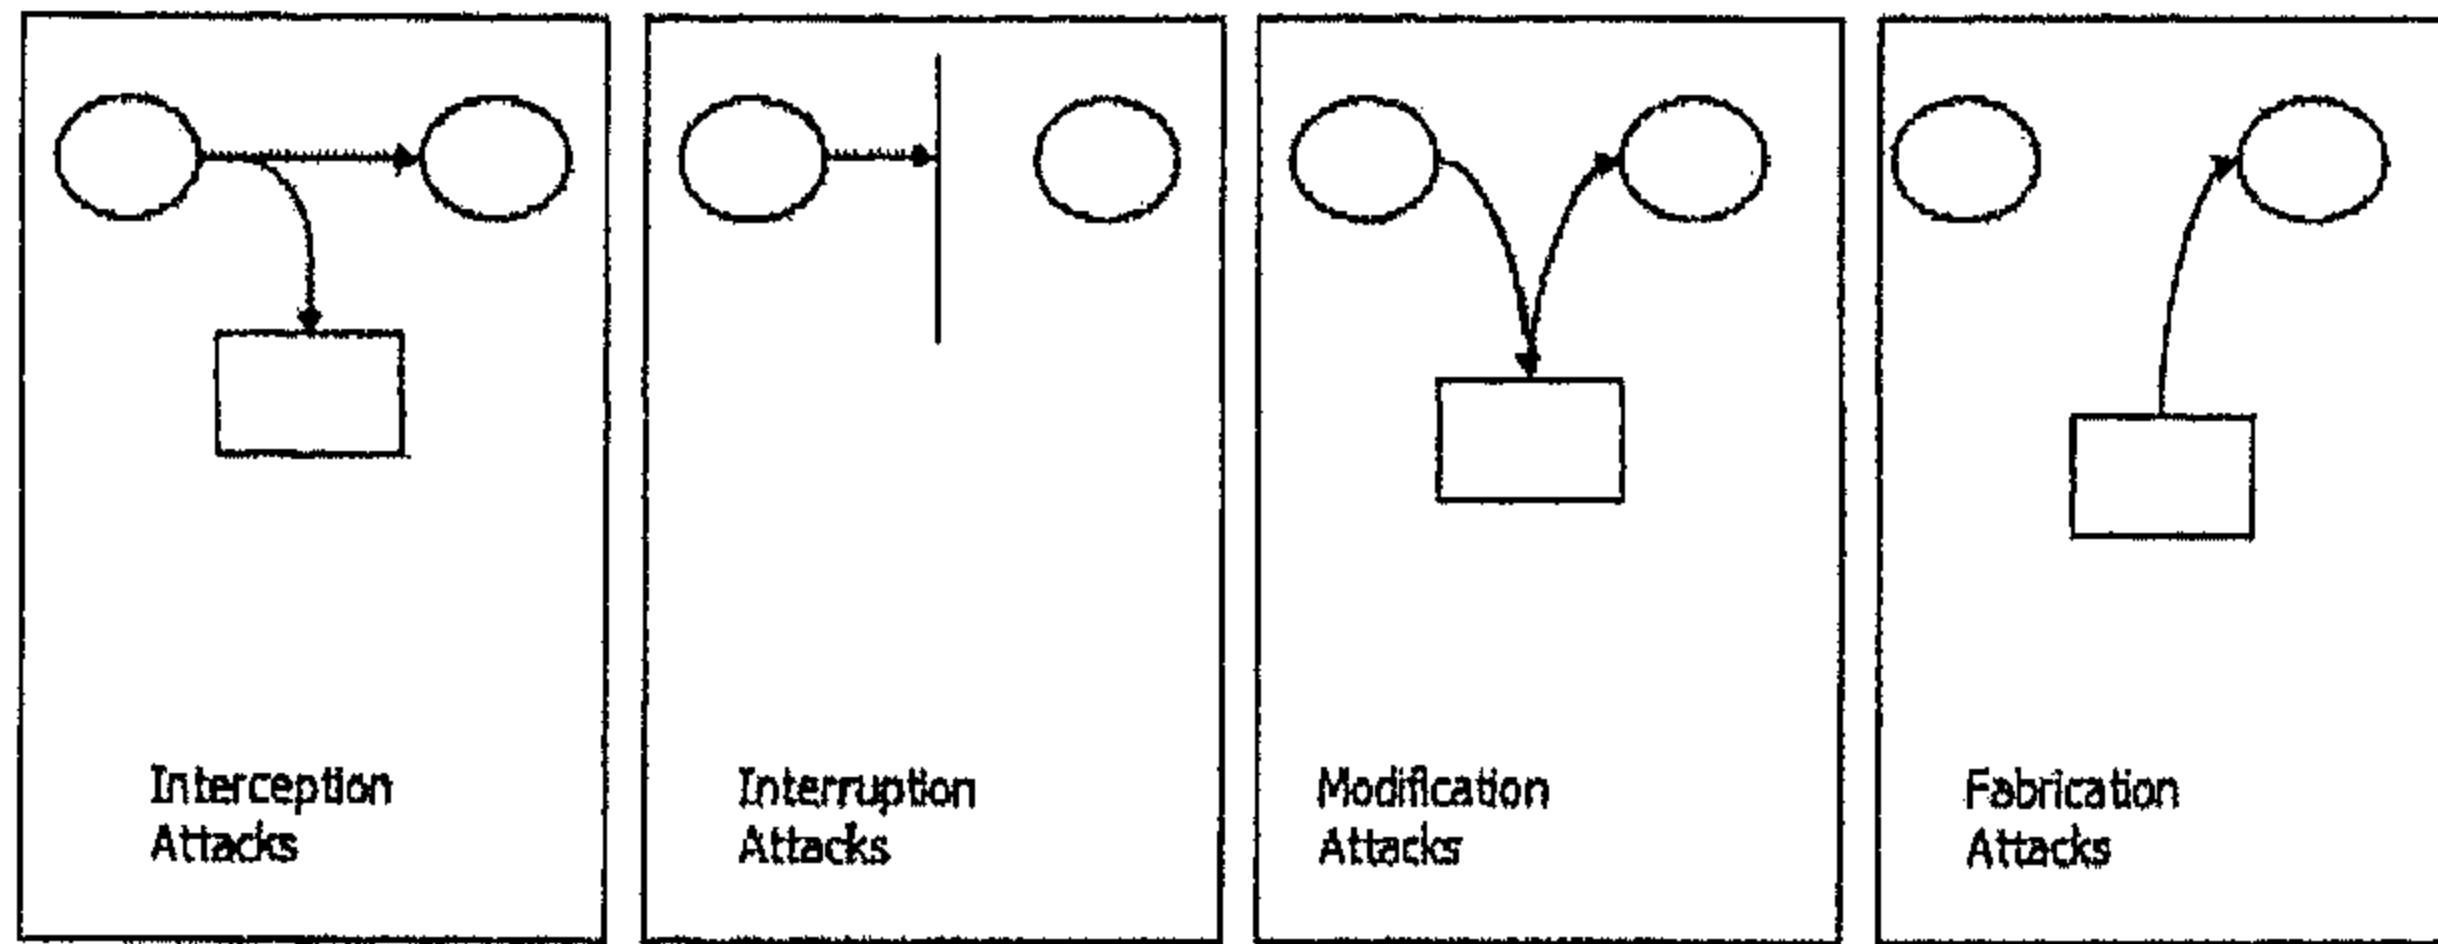 Interception
Attacks
Interruption
Attacks
Modification
Attacks
Fabrication
Attacks